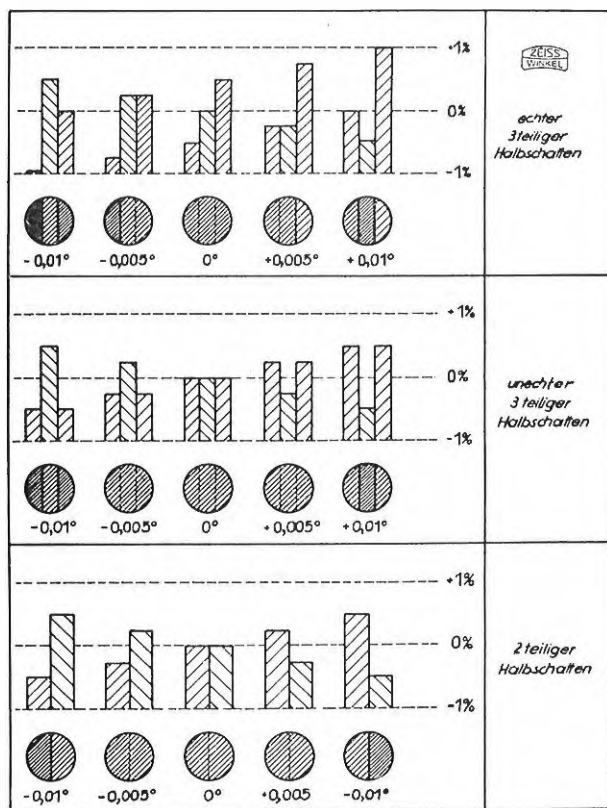 +1%
ZEISS
WINKEL
0%
echter
3teiliger
Halbschatten
-1%
-0,01°
-0,005°
0°
+0,005°
+0,01°
+1%
0%
unechter
3 teiliger
Halbschatten
-1%
-0,01°
-0,005°
0°
+0,005°
+0,01°
+1%
0%
2 teiliger
Halbschatten
-1%
-0,01°
-0,005°
0°
+0,005
-0,01°